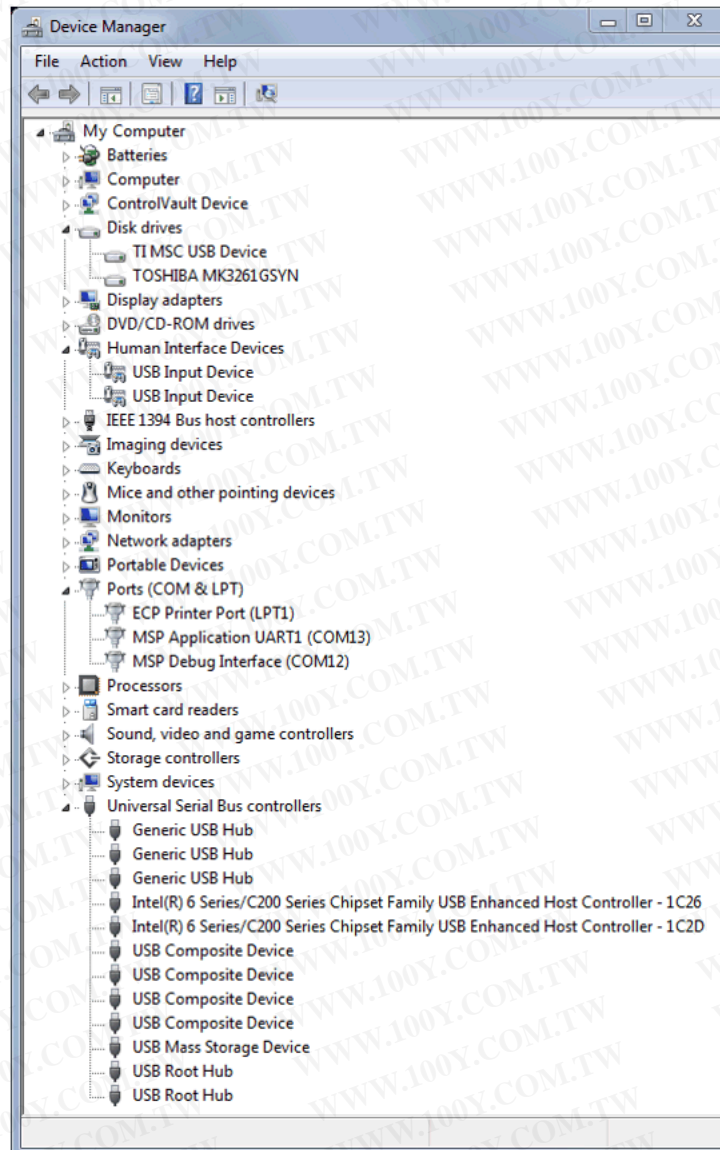 Device Manager
File Action View Help
My Computer
Batteries
Computer
ControlVault Device
Disk drives
TI MSC USB Device
TOSHIBA MK3261GSYN
Display adapters
DVD/CD-ROM drives
Human Interface Devices
USB Input Device
USB Input Device
IEEE 1394 Bus host controllers
Imaging devices
Keyboards
Mice and other pointing devices
Monitors
Network adapters
Portable Devices
Ports (COM & LPT)
ECP Printer Port (LPT1)
MSP Application UART1 (COM13)
MSP Debug Interface (COM12)
Processors
Smart card readers
Sound, video and game controllers
Storage controllers
System devices
Universal Serial Bus controllers
Generic USB Hub
Generic USB Hub
Generic USB Hub
Intel(R) 6 Series/C200 Series Chipset Family USB Enhanced Host Controller - 1C26
Intel(R) 6 Series/C200 Series Chipset Family USB Enhanced Host Controller - 1C2D
USB Composite Device
USB Composite Device
USB Composite Device
USB Composite Device
USB Mass Storage Device
USB Root Hub
USB Root Hub
WWW.100Y.COM.TW